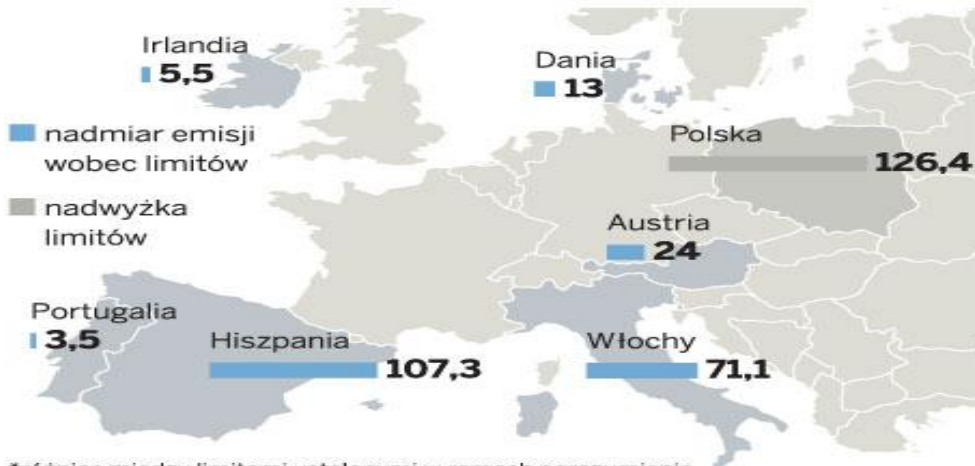 Irlandia
5,5
Dania
13
nadmiar emisji
wobec limitów
Polska
126,4
nadwyżka
limitów
Austria
24
Portugalia
3,5
Hiszpania
107,3
Włochy
71,1